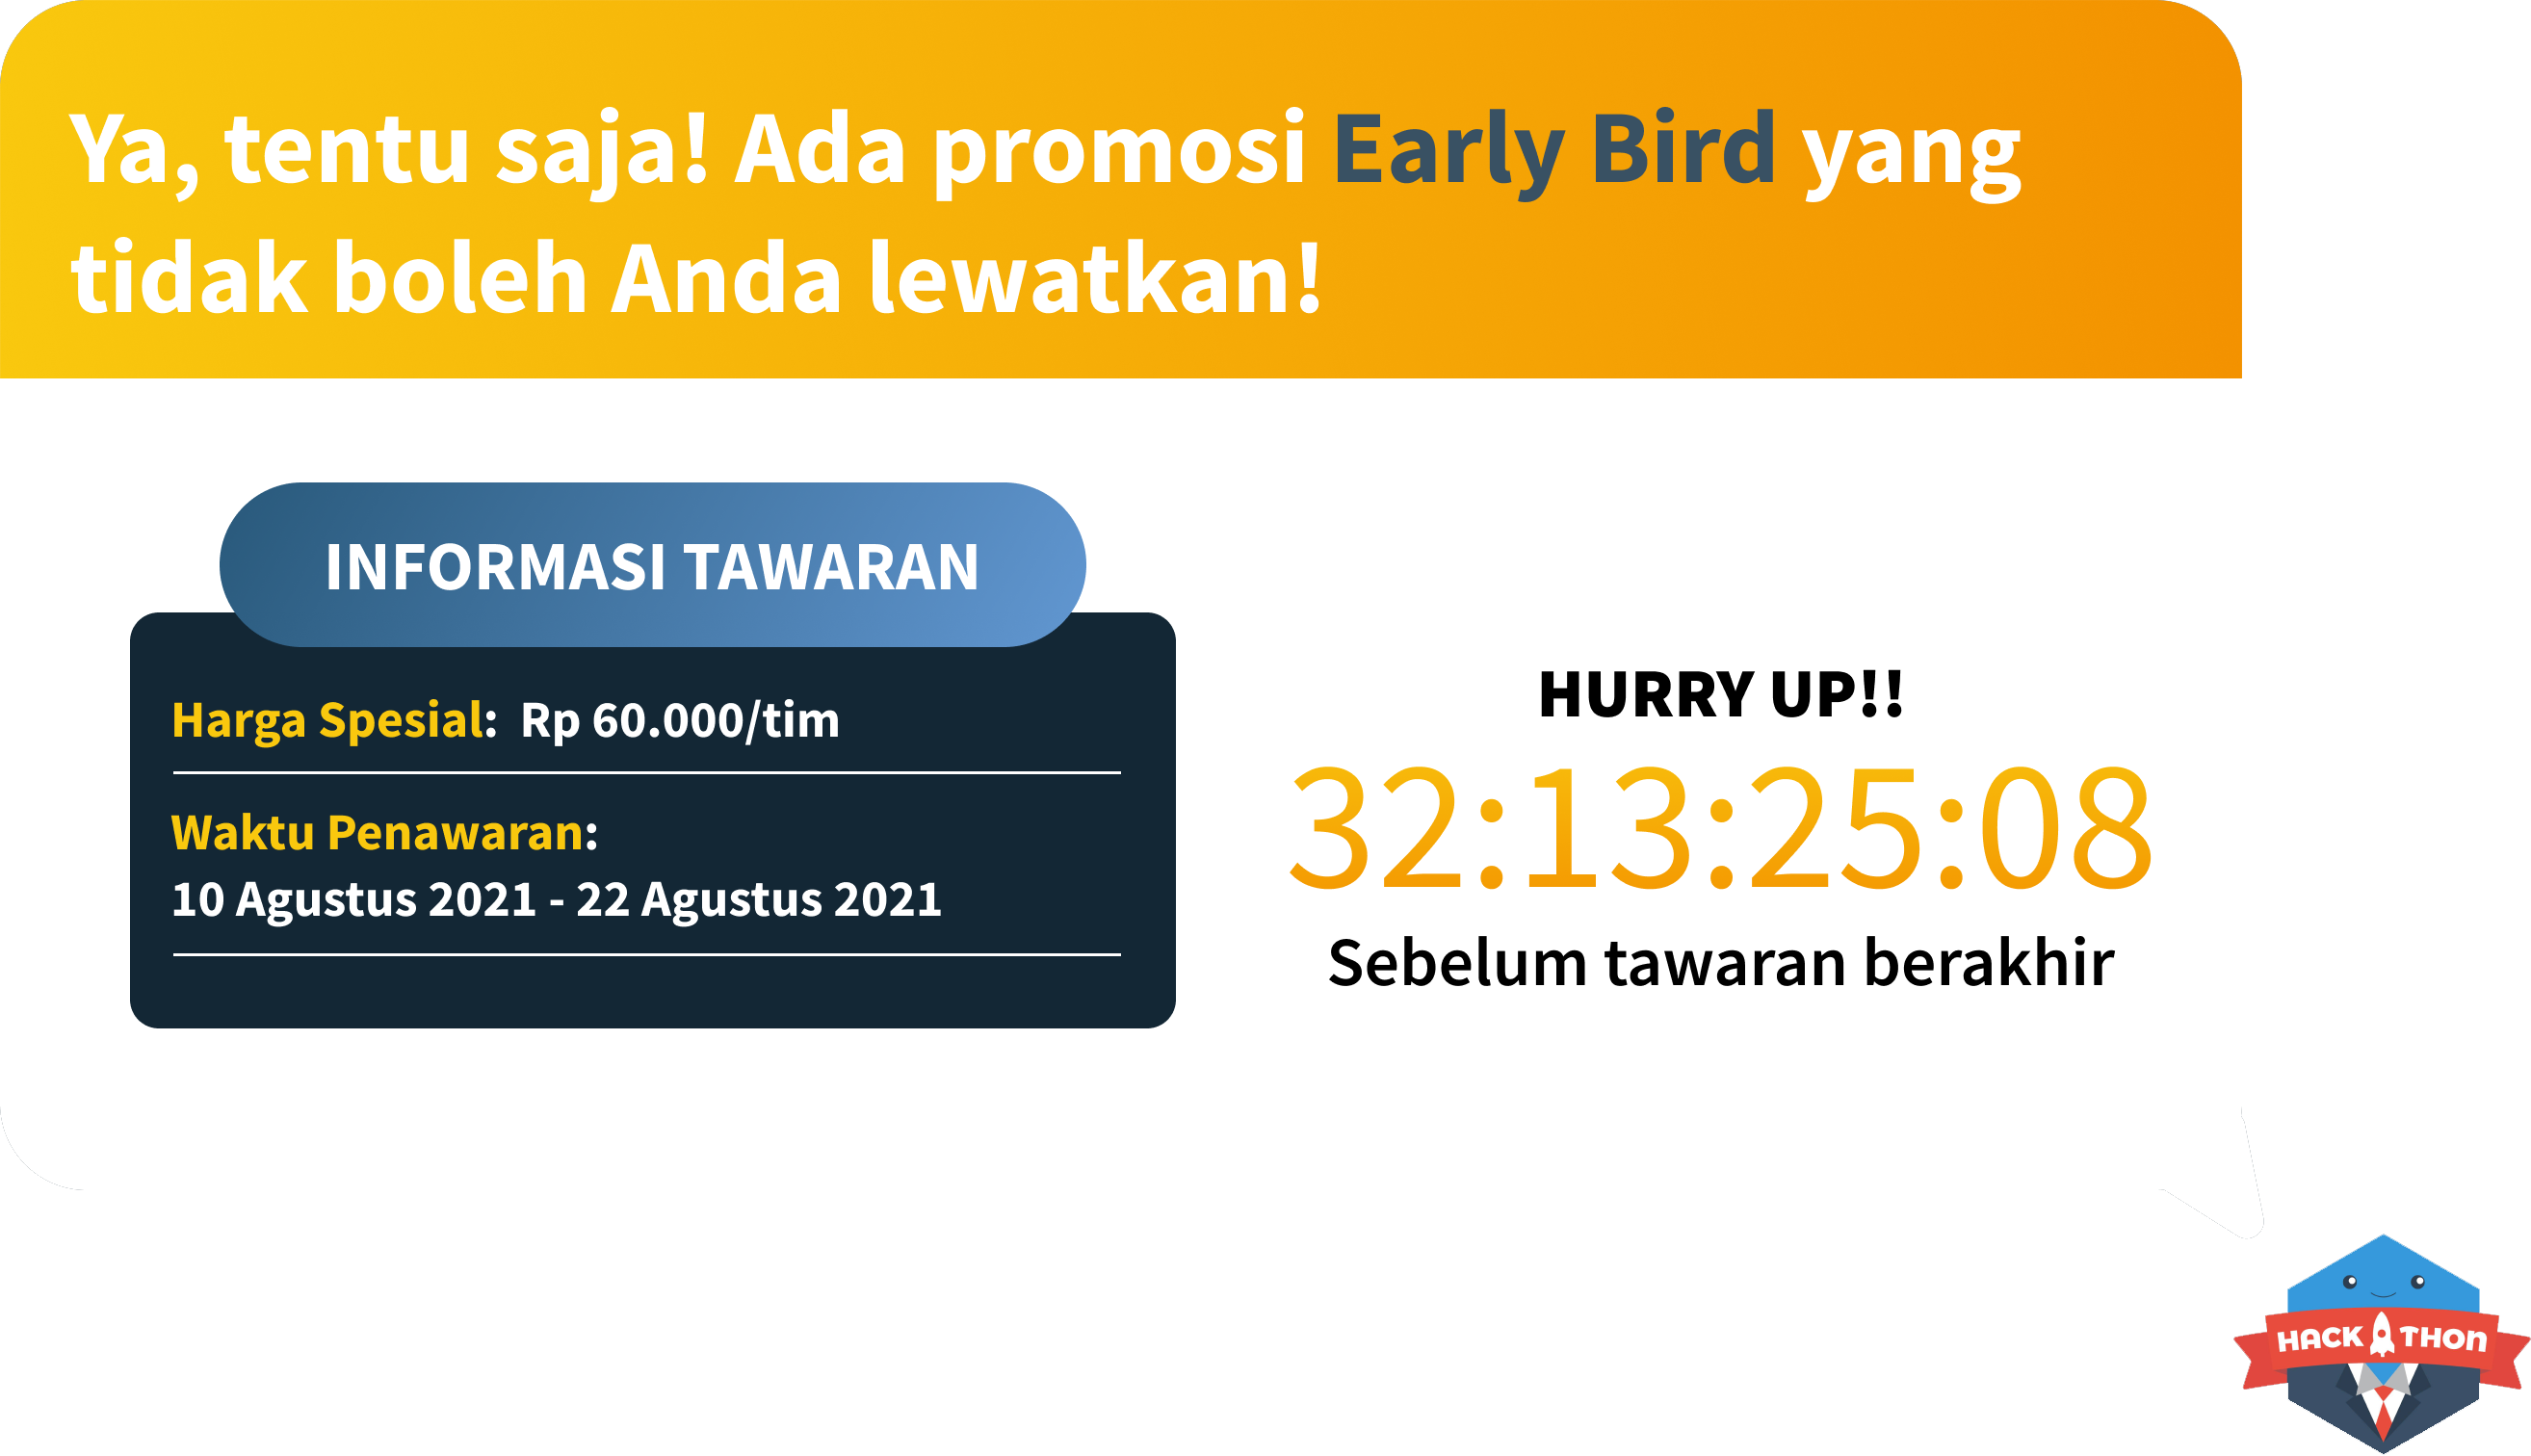 Ya, tentu saja! Ada promosi Early Bird yang
tidak boleh Anda lewatkan!
INFORMASI TAWARAN
Harga Spesial: Rp 60.000/tim
Waktu Penawaran:
10 Agustus 2021 - 22 Agustus 2021
HURRY UP!!
32:13:25:08
Sebelum tawaran berakhir
HACK THON